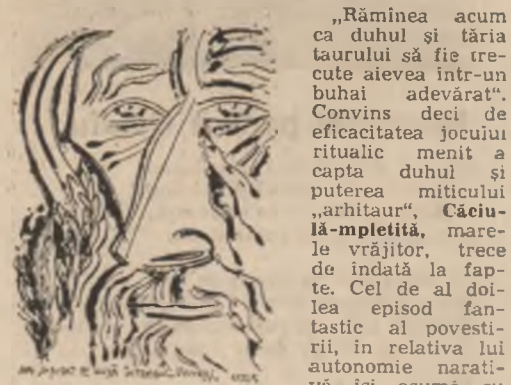 „Rămînea acum
ca duhul și tăria
taurului să fie tre-
cute aievea intr-un
buhai adevărat“.
Convins deci de
eficacitatea jocului
ritualic menit a
capta duhul și
puterea miticului
„arhitaur“, Căciu-
lă-mpletită, mare-
le vrăjitor, trece
de îndată la fap-
te. Cel de al doi-
lea episod fan-
tastic al povesti-
rii, in relativa lui
autonomie narati-